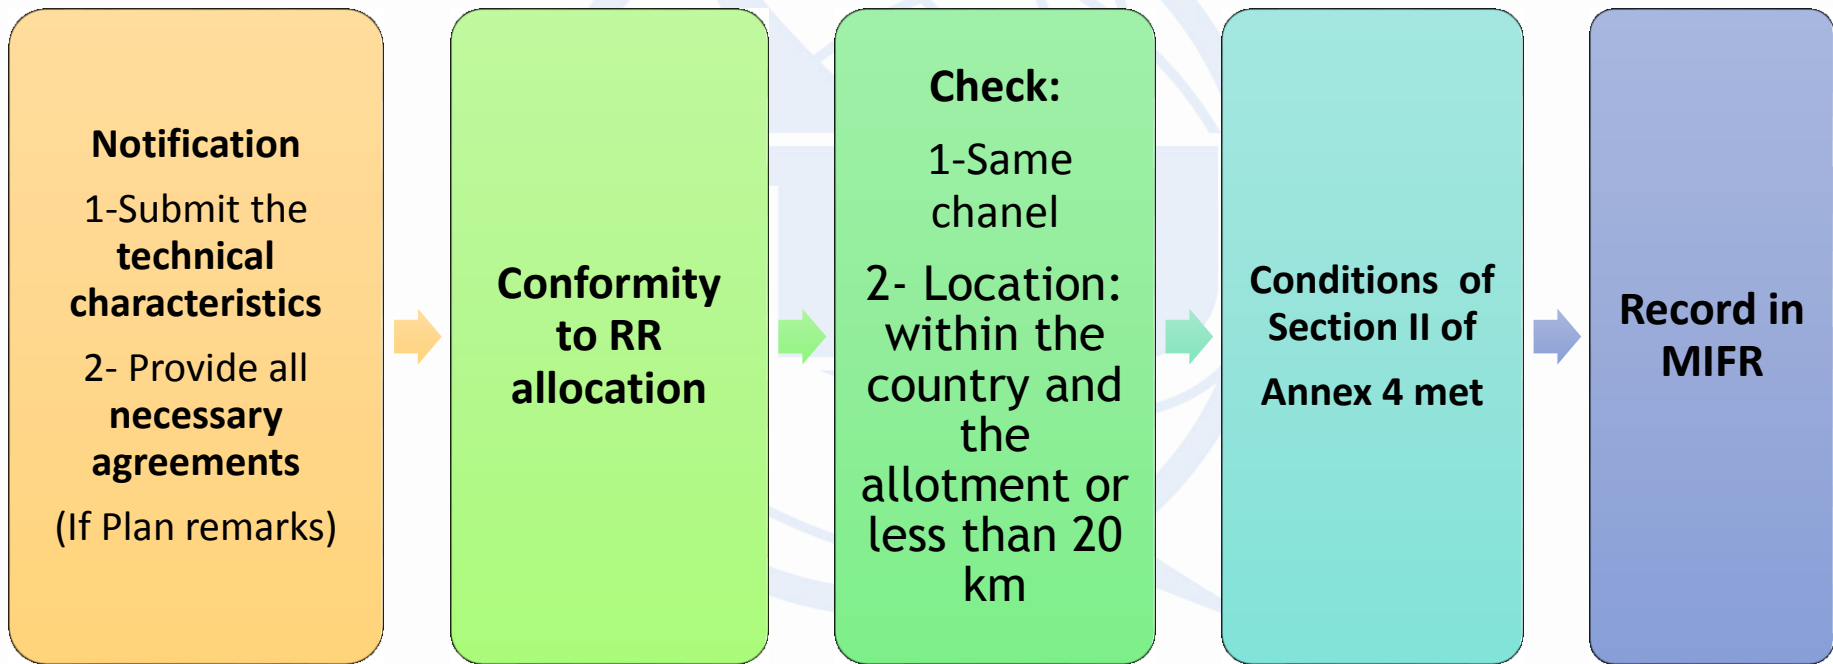 Notification
1-Submit the
technical
characteristics
2- Provide all
necessary
agreements
(If Plan remarks)
Conformity
to RR
allocation
Check:
1-Same
chanel
2- Location:
within the
country and
the
allotment or
less than 20
km
Conditions of
Section II of
Annex 4 met
Record in
MIFR